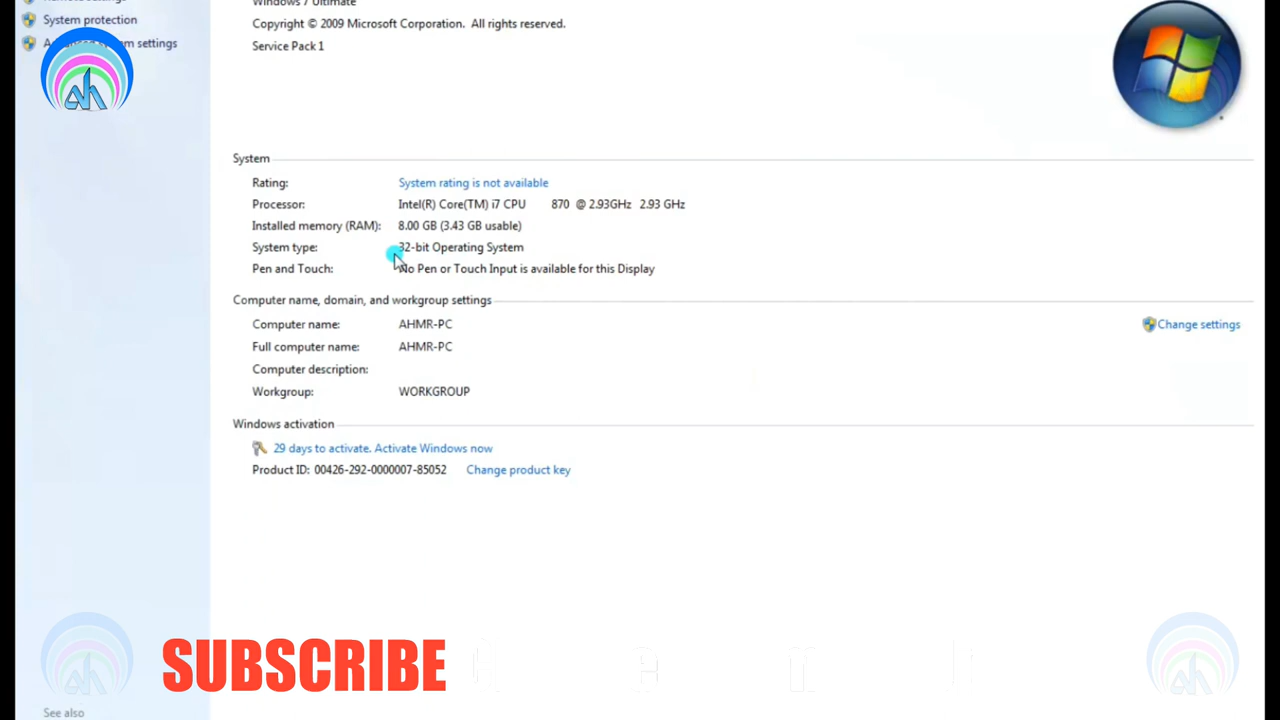 System protection
Windows 7 Ultimate
Copyright © 2009 Microsoft Corporation. All rights reserved.
Service Pack 1
settings
ah
System
Rating: System rating is not available
Processor: Intel(R) Core(TM) i7 CPU 870 @ 2.93GHz 2.93 GHz
Installed memory (RAM): 8.00 GB (3.43 GB usable)
System type: 32-bit Operating System
Pen and Touch: No Pen or Touch Input is available for this Display
Computer name, domain, and workgroup settings
Computer name: AHMR-PC
Change settings
Full computer name: AHMR-PC
Computer description:
Workgroup: WORKGROUP
Windows activation
29 days to activate. Activate Windows now
Product ID: 00426-292-0000007-85052 Change product key
ah
SUBSCRIBE
ah
See also